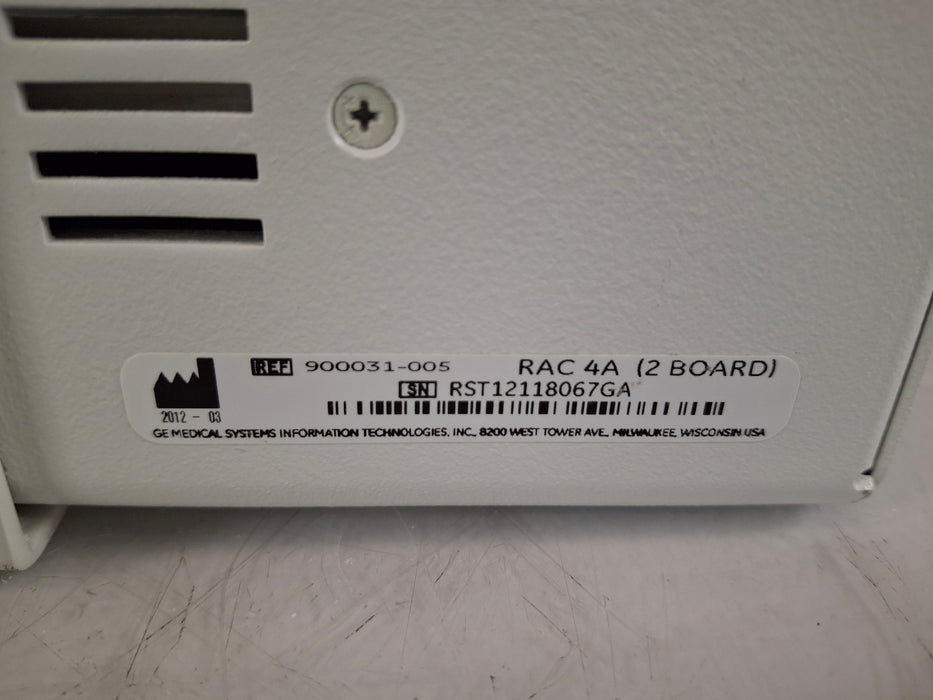 REF 900031-005 RAC 4A (2 BOARD)
SN RST12118067GA
2012 - 03
GE MEDICAL SYSTEMS INFORMATION TECHNOLOGIES, INC., 8200 WEST TOWER AVE., MILWAUKEE, WISCONSIN USA